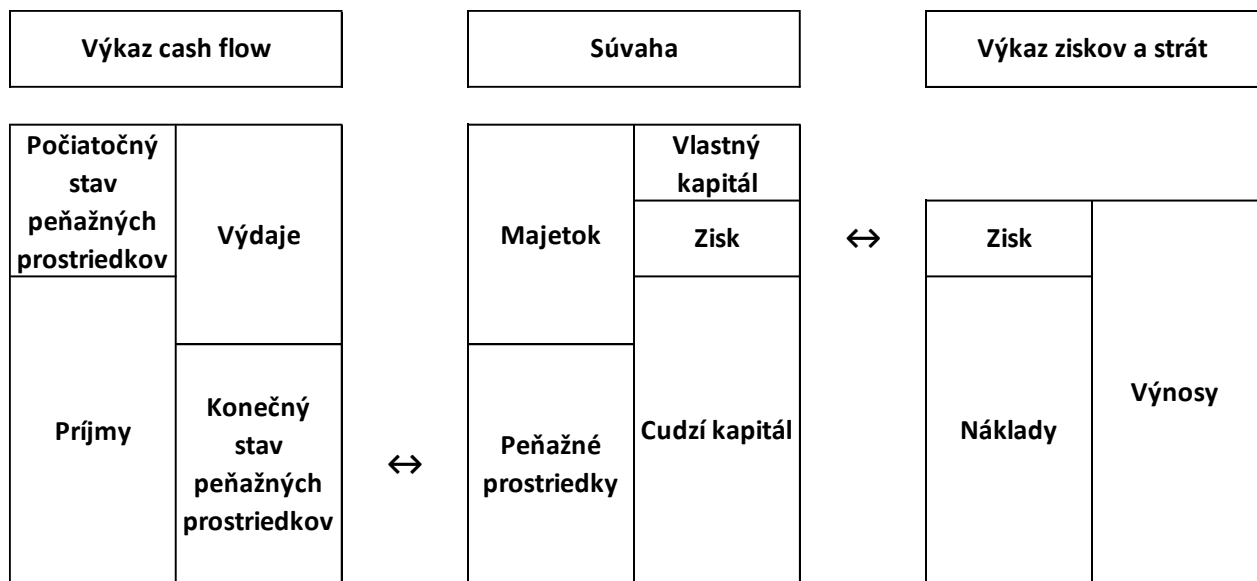 Výkaz cash flow
Súvaha
Výkaz ziskov a strát
Počiatočný
stav
peňažných
prostriedkov
Výdaje
Príjmy
Konečný
stav
peňažných
prostriedkov
↔
Majetok
Peňažné
prostriedky
Vlastný
kapitál
Zisk
Cudzí kapitál
↔
Zisk
Náklady
Výnosy